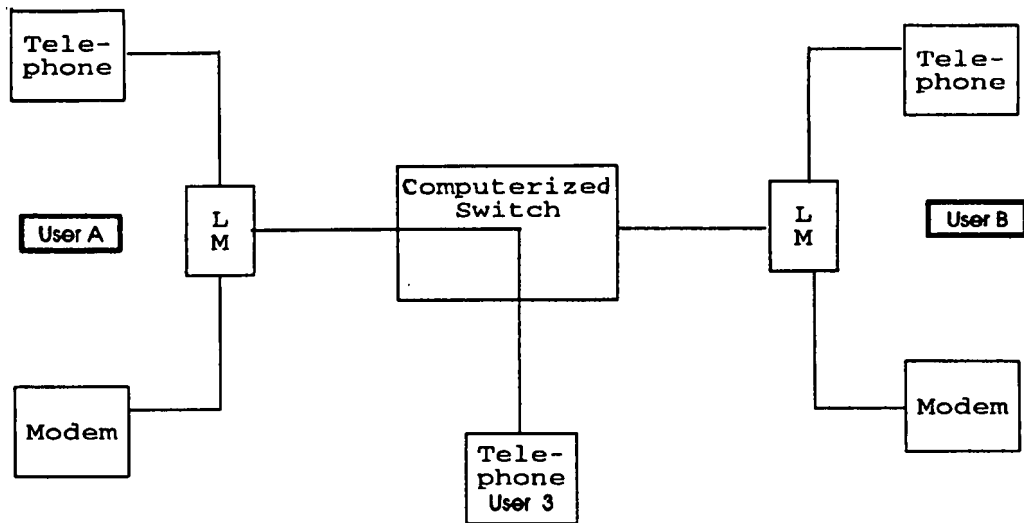 Tele-
phone
Tele-
phone
Computerized
Switch
L
M
L
M
User A
User B
Modem
Modem
Tele-
phone
User 3